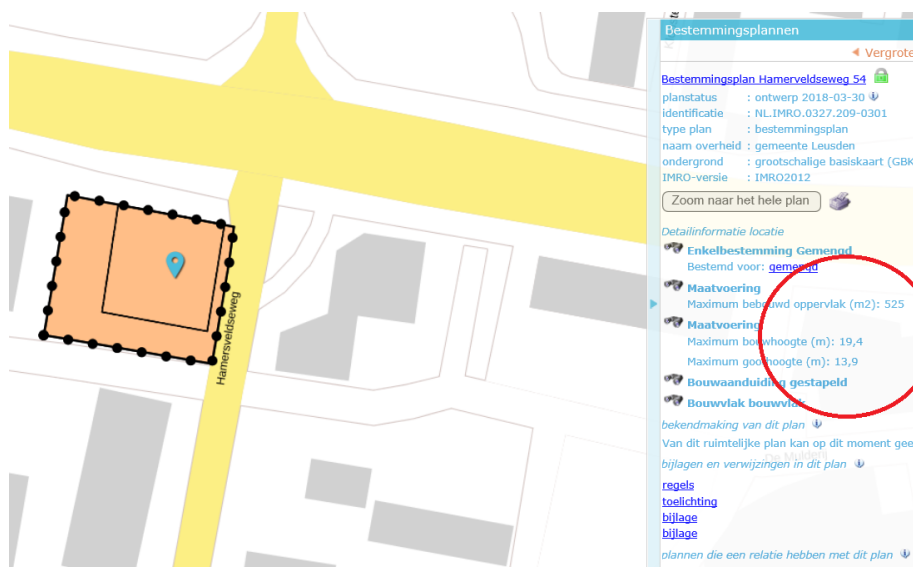 Bestemmingsplannen
Vergrote
Bestemmingsplan Hamerveldseweg 54
planstatus : ontwerp 2018-03-30
identificatie : NL.IMRO.0327.209-0301
type plan : bestemmingsplan
naam overheid : gemeente Leusden
ondergrond : grootschalige basiskaart (GBK
IMRO-versie : IMRO2012
Zoom naar het hele plan
Detailinformatie locatie
Enkelbestemming Gemengd
Bestemd voor: gemengd
Maatvoering
Maximum bebouwd oppervlak (m2): 525
Maatvoering
Maximum bouwhoogte (m): 19,4
Maximum goothoogte (m): 13,9
Bouwaanduiding gestapeld
Bouwvlak bouwvlak
bekendmaking van dit plan
Van dit ruimtelijke plan kan op dit moment gee
De Mulderij
bijlagen en verwijzingen in dit plan
regels
toelichting
bijlage
bijlage
plannen die een relatie hebben met dit plan
Hamersveldseweg